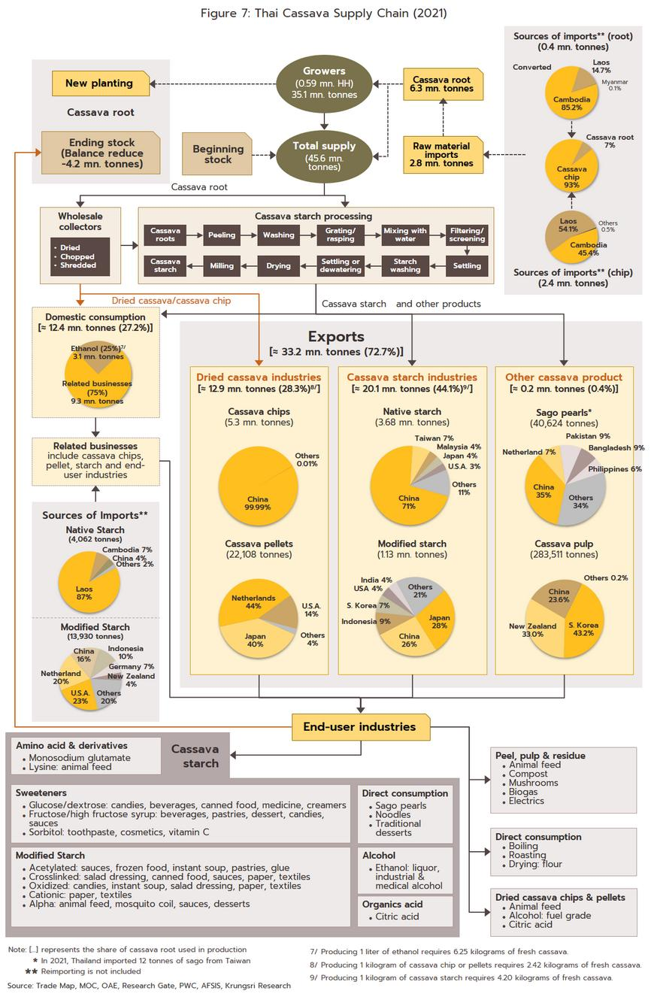 Figure 7: Thai Cassava Supply Chain (2021)
New planting
Cassava root
Ending stock
(Balance reduce
-4.2 mn. tonnes)
Beginning
stock
Growers
(0.59 mn. HH)
35.1 mn. tonnes
Total supply
(45.6 mn.
tonnes)
Cassava root
6.3 mn. tonnes
Raw material
imports
2.8 mn. tonnes
Sources of imports** (root)
(0.4 mn. tonnes)
Converted
Laos
14.7%
Myanmar
0.1%
Cambodia
85.2%
Cassava root
7%
Cassava
chip
93%
Laos
54.1%
Others
0.5%
Cambodia
45.4%
Sources of imports** (chip)
(2.4 mn. tonnes)
Cassava root
Wholesale
collectors
• Dried
• Chopped
• Shredded
Cassava starch processing
Cassava
roots
Peeling
Washing
Grating/
rasping
Mixing with
water
Filtering/
screening
Cassava
starch
Milling
Drying
Settling or
dewatering
Starch
washing
Settling
Dried cassava/cassava chip
Cassava starch and other products
Domestic consumption
[≈ 12.4 mn. tonnes (27.2%)]
Ethanol (25%)7/
3.1 mn. tonnes
Related businesses
(75%)
9.3 mn. tonnes
Related businesses
include cassava chips,
pellet, starch and end-
user industries
Sources of Imports**
Native Starch
(4,062 tonnes)
Cambodia 7%
China 4%
Others 2%
Laos
87%
Modified Starch
(13,930 tonnes)
China
16%
Indonesia
10%
Germany 7%
New Zealand
4%
Netherland
20%
U.S.A.
23%
Others
20%
Exports
[≈ 33.2 mn. tonnes (72.7%)]
Dried cassava industries
[≈ 12.9 mn. tonnes (28.3%)8/]
Cassava chips
(5.3 mn. tonnes)
Others
0.01%
China
99.99%
Cassava pellets
(22,108 tonnes)
Netherlands
44%
U.S.A.
14%
Others
4%
Japan
40%
Cassava starch industries
[≈ 20.1 mn. tonnes (44.1%)9/]
Native starch
(3.68 mn. tonnes)
Taiwan 7%
Malaysia 4%
Japan 4%
U.S.A. 3%
Others
11%
China
71%
Modified starch
(1.13 mn. tonnes)
India 4%
USA 4%
S. Korea 7%
Indonesia 9%
Others
21%
Japan
28%
China
26%
Other cassava product
[≈ 0.2 mn. tonnes (0.4%)]
Sago pearls*
(40,624 tonnes)
Pakistan 9%
Bangladesh 9%
Netherland 7%
Philippines 6%
China
35%
Others
34%
Cassava pulp
(283,511 tonnes)
Others 0.2%
China
23.6%
New Zealand
33.0%
S. Korea
43.2%
End-user industries
Cassava
starch
Amino acid & derivatives
• Monosodium glutamate
• Lysine: animal feed
Sweeteners
• Glucose/dextrose: candies, beverages, canned food, medicine, creamers
• Fructose/high fructose syrup: beverages, pastries, dessert, candies,
sauces
• Sorbitol: toothpaste, cosmetics, vitamin C
Modified Starch
• Acetylated: sauces, frozen food, instant soup, pastries, glue
• Crosslinked: salad dressing, canned food, sauces, paper, textiles
• Oxidized: candies, instant soup, salad dressing, paper, textiles
• Cationic: paper, textiles
• Alpha: animal feed, mosquito coil, sauces, desserts
Direct consumption
• Sago pearls
• Noodles
• Traditional
desserts
Alcohol
• Ethanol: liquor,
industrial &
medical alcohol
Organics acid
• Citric acid
Peel, pulp & residue
• Animal feed
• Compost
• Mushrooms
• Biogas
• Electrics
Direct consumption
• Boiling
• Roasting
• Drying: flour
Dried cassava chips & pellets
• Animal feed
• Alcohol: fuel grade
• Citric acid
Note: [...] represents the share of cassava root used in production
* In 2021, Thailand imported 12 tonnes of sago from Taiwan
** Reimporting is not included
Source: Trade Map, MOC, OAE, Research Gate, PWC, AFSIS, Krungsri Research
7/ Producing 1 liter of ethanol requires 6.25 kilograms of fresh cassava.
8/ Producing 1 kilogram of cassava chip or pellets requires 2.42 kilograms of fresh cassava.
9/ Producing 1 kilogram of cassava starch requires 4.20 kilograms of fresh cassava.